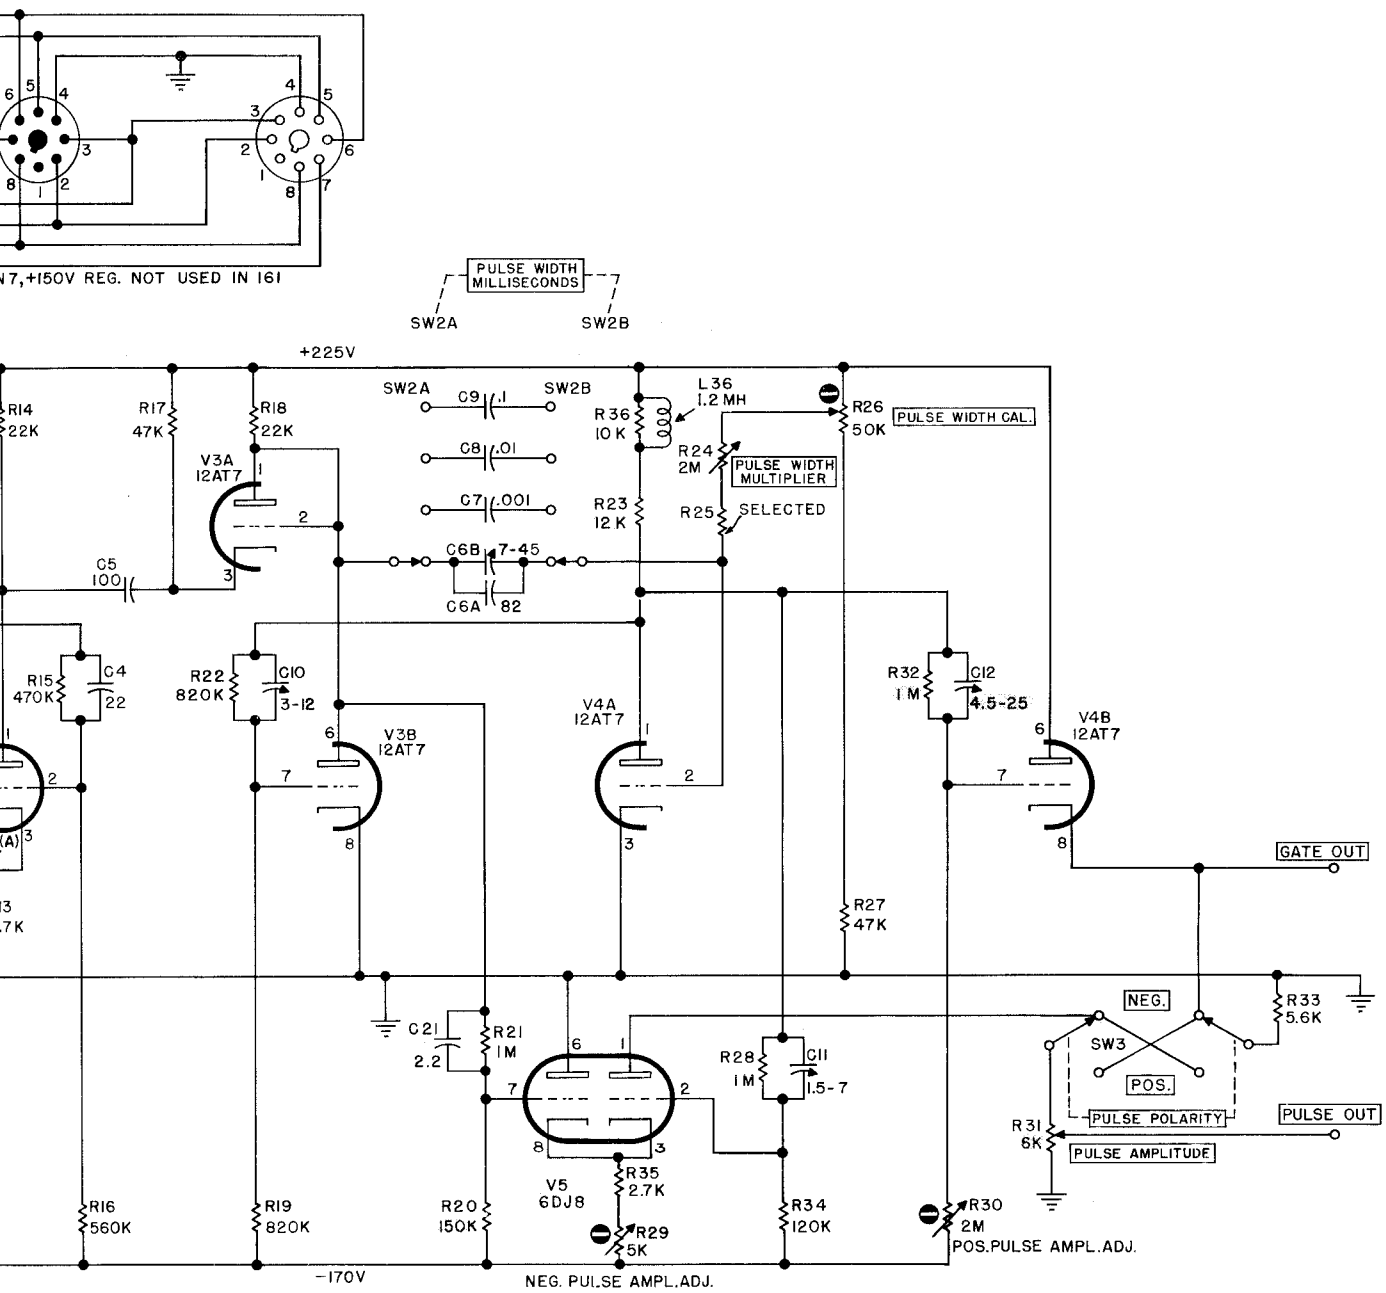 6
5
4
3
8
1
2
4
3
5
2
6
1
8
7
N7,+150V REG. NOT USED IN 161
PULSE WIDTH
MILLISECONDS
SW2A
SW2B
+225V
R14
22K
R17
47K
R18
22K
V3A
12AT7
1
2
3
C5
100
SW2A
SW2B
C9
.1
C8
.01
C7
.001
C6B
7-45
C6A
82
R36
10K
L36
1.2MH
R23
12K
R24
2M
PULSE WIDTH
MULTIPLIER
R25
SELECTED
R26
50K
PULSE WIDTH CAL.
R15
470K
C4
22
1
2
(A)
3
13
.7K
R22
820K
C10
3-12
6
V3B
12AT7
7
8
V4A
12AT7
1
2
3
R32
1M
C12
4.5-25
6
V4B
12AT7
7
8
GATE OUT
R27
47K
C21
2.2
R21
1M
6
1
7
2
8
3
V5
6DJ8
R28
1M
C11
1.5-7
NEG.
SW3
POS.
PULSE POLARITY
R33
5.6K
R31
6K
PULSE OUT
PULSE AMPLITUDE
R16
560K
R19
820K
R20
150K
R35
2.7K
R29
5K
R34
120K
R30
2M
POS.PULSE AMPL.ADJ.
-170V
NEG. PULSE AMPL.ADJ.